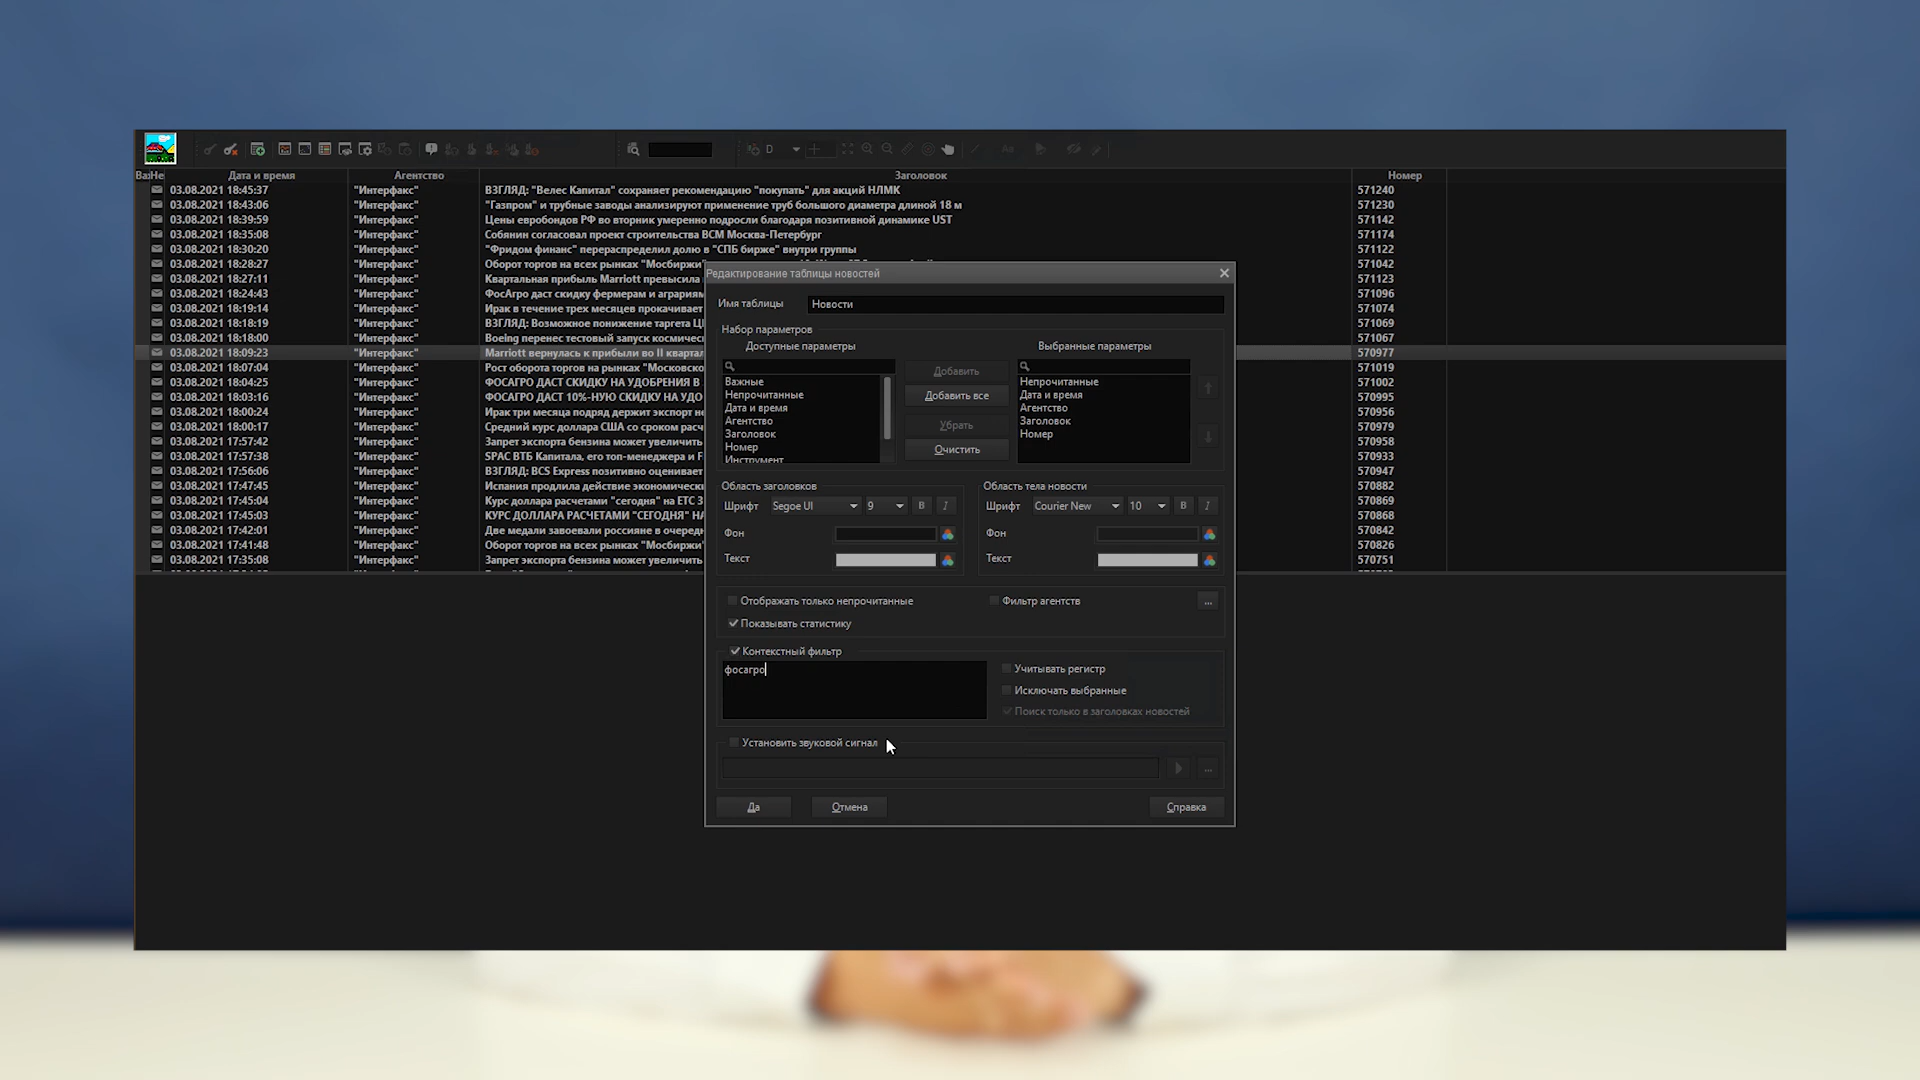 D
Aa
Ва:Не Дата и время Агентство Заголовок Номер
03.08.2021 18:45:37 "Интерфакс" ВЗГЛЯД: "Велес Капитал" сохраняет рекомендацию "покупать" для акций НЛМК 571240
03.08.2021 18:43:06 "Интерфакс" "Газпром" и трубные заводы анализируют применение труб большого диаметра длиной 18 м 571230
03.08.2021 18:39:59 "Интерфакс" Цены евробондов РФ во вторник умеренно подросли благодаря позитивной динамике UST 571142
03.08.2021 18:35:08 "Интерфакс" Собянин согласовал проект строительства ВСМ Москва-Петербург 571174
03.08.2021 18:30:20 "Интерфакс" "Фридом финанс" перераспределил долю в "СПБ бирже" внутри группы 571122
03.08.2021 18:28:27 "Интерфакс" Оборот торгов на всех рынках "Мосбиржи" 571042
03.08.2021 18:27:11 "Интерфакс" Квартальная прибыль Marriott превысила 571123
03.08.2021 18:24:43 "Интерфакс" ФосАгро даст скидку фермерам и аграриям 571096
03.08.2021 18:19:14 "Интерфакс" Ирак в течение трех месяцев прокачивает 571074
03.08.2021 18:18:19 "Интерфакс" ВЗГЛЯД: Возможное понижение таргета Ц 571069
03.08.2021 18:18:00 "Интерфакс" Boeing перенес тестовый запуск космичес 571067
03.08.2021 18:09:23 "Интерфакс" Marriott вернулась к прибыли во II квартал 570977
03.08.2021 18:07:04 "Интерфакс" Рост оборота торгов на рынках "Московско 571019
03.08.2021 18:04:25 "Интерфакс" ФОСАГРО ДАСТ СКИДКУ НА УДОБРЕНИЯ В 571002
03.08.2021 18:03:16 "Интерфакс" ФОСАГРО ДАСТ 10%-НУЮ СКИДКУ НА УДО 570995
03.08.2021 18:00:24 "Интерфакс" Ирак три месяца подряд держит экспорт не 570956
03.08.2021 18:00:17 "Интерфакс" Средний курс доллара США со сроком расч 570979
03.08.2021 17:57:42 "Интерфакс" Запрет экспорта бензина может увеличить 570958
03.08.2021 17:57:38 "Интерфакс" SPAC ВТБ Капитала, его топ-менеджера и F 570933
03.08.2021 17:56:06 "Интерфакс" ВЗГЛЯД: BCS Express позитивно оценивает 570947
03.08.2021 17:47:45 "Интерфакс" Испания продлила действие экономически 570882
03.08.2021 17:45:04 "Интерфакс" Курс доллара расчетами "сегодня" на ЕТС З 570869
03.08.2021 17:45:03 "Интерфакс" КУРС ДОЛЛАРА РАСЧЕТАМИ "СЕГОДНЯ" НА 570868
03.08.2021 17:42:01 "Интерфакс" Две медали завоевали россияне в очеред 570842
03.08.2021 17:41:48 "Интерфакс" Оборот торгов на всех рынках "Мосбиржи" 570826
03.08.2021 17:35:08 "Интерфакс" Запрет экспорта бензина может увеличить 570751
Редактирование таблицы новостей
Имя таблицы Новости
Набор параметров
Доступные параметры Выбранные параметры
Важные
Непрочитанные
Дата и время
Агентство
Заголовок
Номер
Инструмент
Добавить
Добавить все
Убрать
Очистить
Непрочитанные
Дата и время
Агентство
Заголовок
Номер
Область заголовков
Шрифт Segoe UI 9 B I
Фон
Текст
Область тела новости
Шрифт Courier New 10 B I
Фон
Текст
Отображать только непрочитанные Фильтр агентств ...
Показывать статистику
Контекстный фильтр
фосагро
Учитывать регистр
Исключать выбранные
Поиск только в заголовках новостей
Установить звуковой сигнал
...
Да Отмена Справка